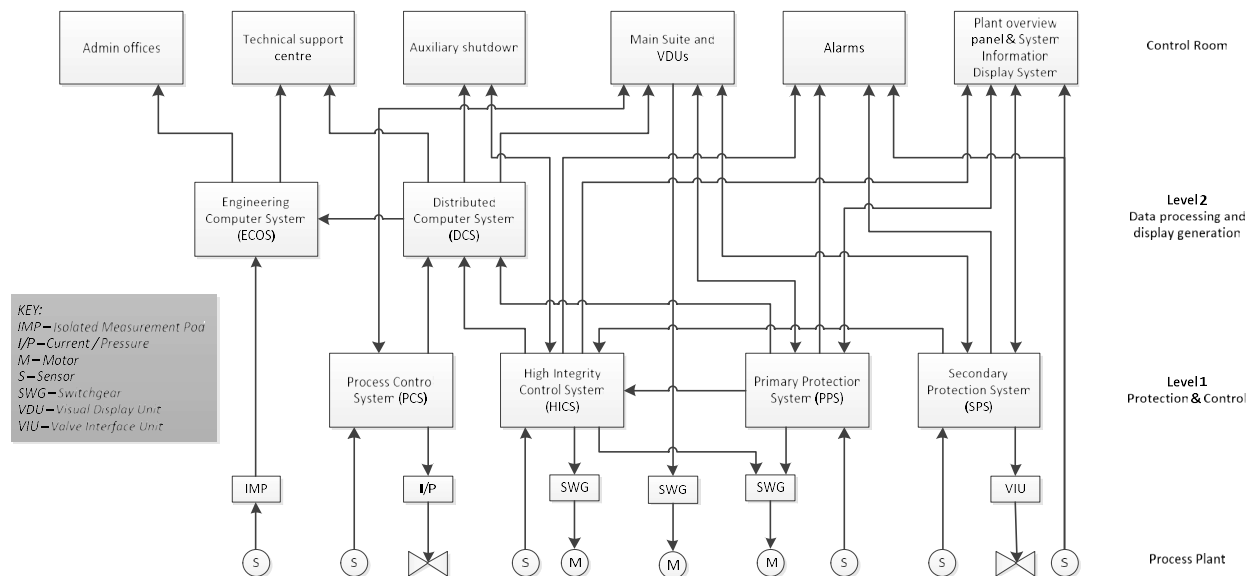 Admin offices
Technical support
centre
Auxiliary shutdown
Main Suite and
VDUs
Alarms
Plant overview
panel & System
Information
Display System
Control Room
Engineering
Computer System
(ECOS)
Distributed
Computer System
(DCS)
Level 2
Data processing and
display generation
KEY:
IMP – Isolated Measurement Pod
I/P – Current / Pressure
M – Motor
S – Sensor
SWG – Switchgear
VDU – Visual Display Unit
VIU – Valve Interface Unit
Process Contro
System (PCS)
High Integrity
Control System
(HICS)
Primary Protection
System (PPS)
Secondary
Protection System
(SPS)
Level 1
Protection & Control
IMP
I/P
SWG
SWG
SWG
VIU
S
S
S
M
M
M
S
S
S
Process Plant